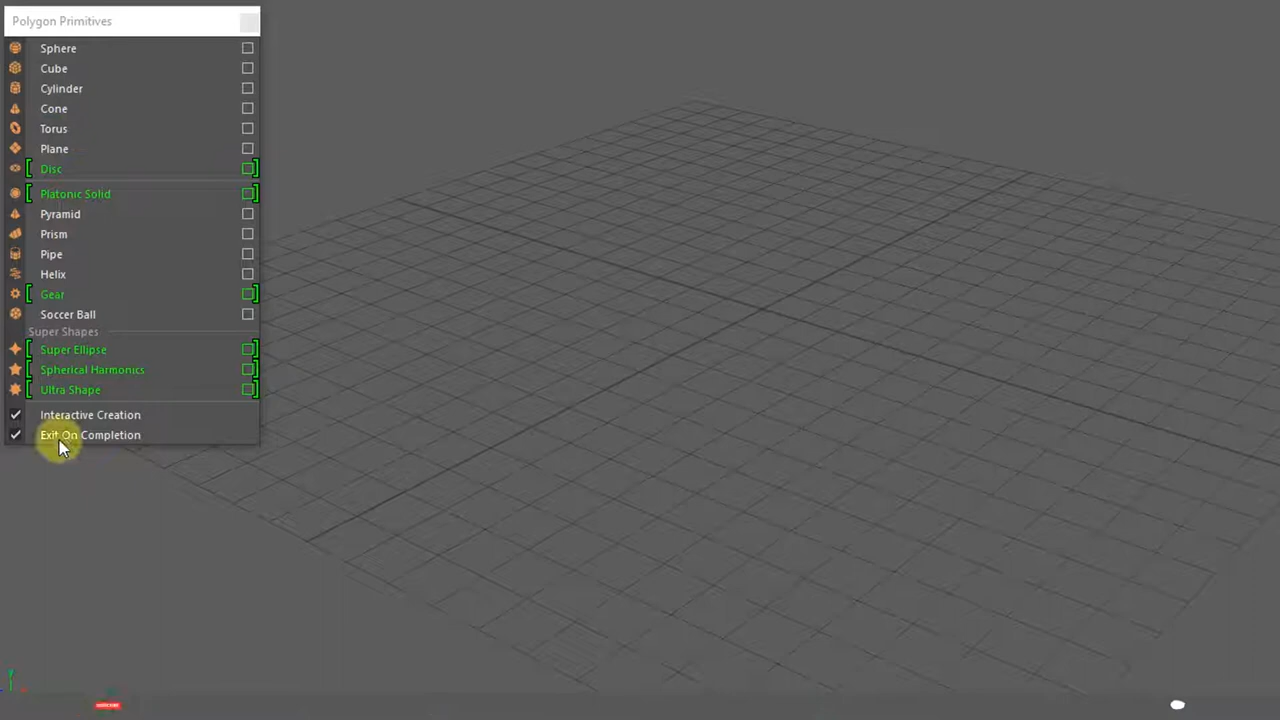 Polygon Primitives
Sphere
Cube
Cylinder
Cone
Torus
Plane
Disc
Platonic Solid
Pyramid
Prism
Pipe
Helix
Gear
Soccer Ball
Super Shapes
Super Ellipse
Spherical Harmonics
Ultra Shape
Interactive Creation
Exit On Completion